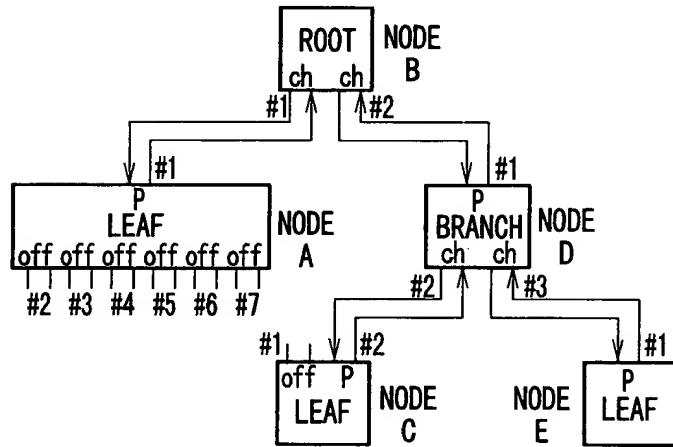 ROOT NODE
B
ch ch
#1 #2
#1 #1
P P
LEAF NODE BRANCH NODE
off off off off off off A ch ch D
#2 #3 #4 #5 #6 #7 #2 #3
#1 #2 #1
off P NODE NODE P
LEAF C E LEAF